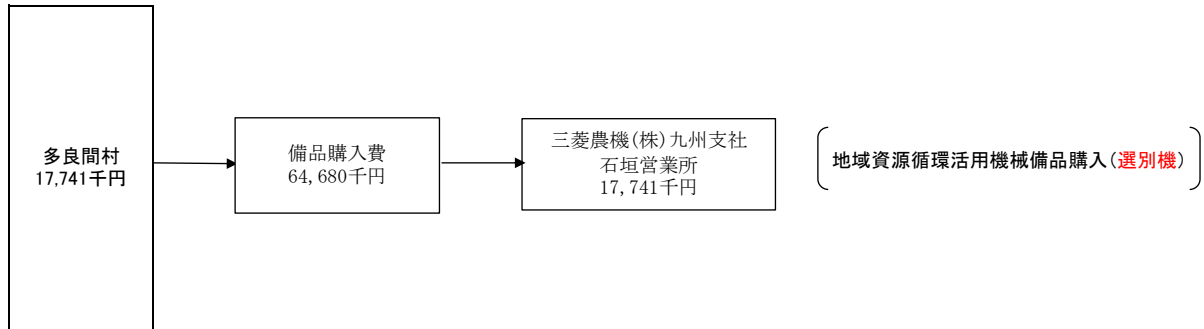 多良間村
17,741千円
備品購入費
64,680千円
三菱農機(株)九州支社
石垣営業所
17,741千円
地域資源循環活用機械備品購入(選別機)